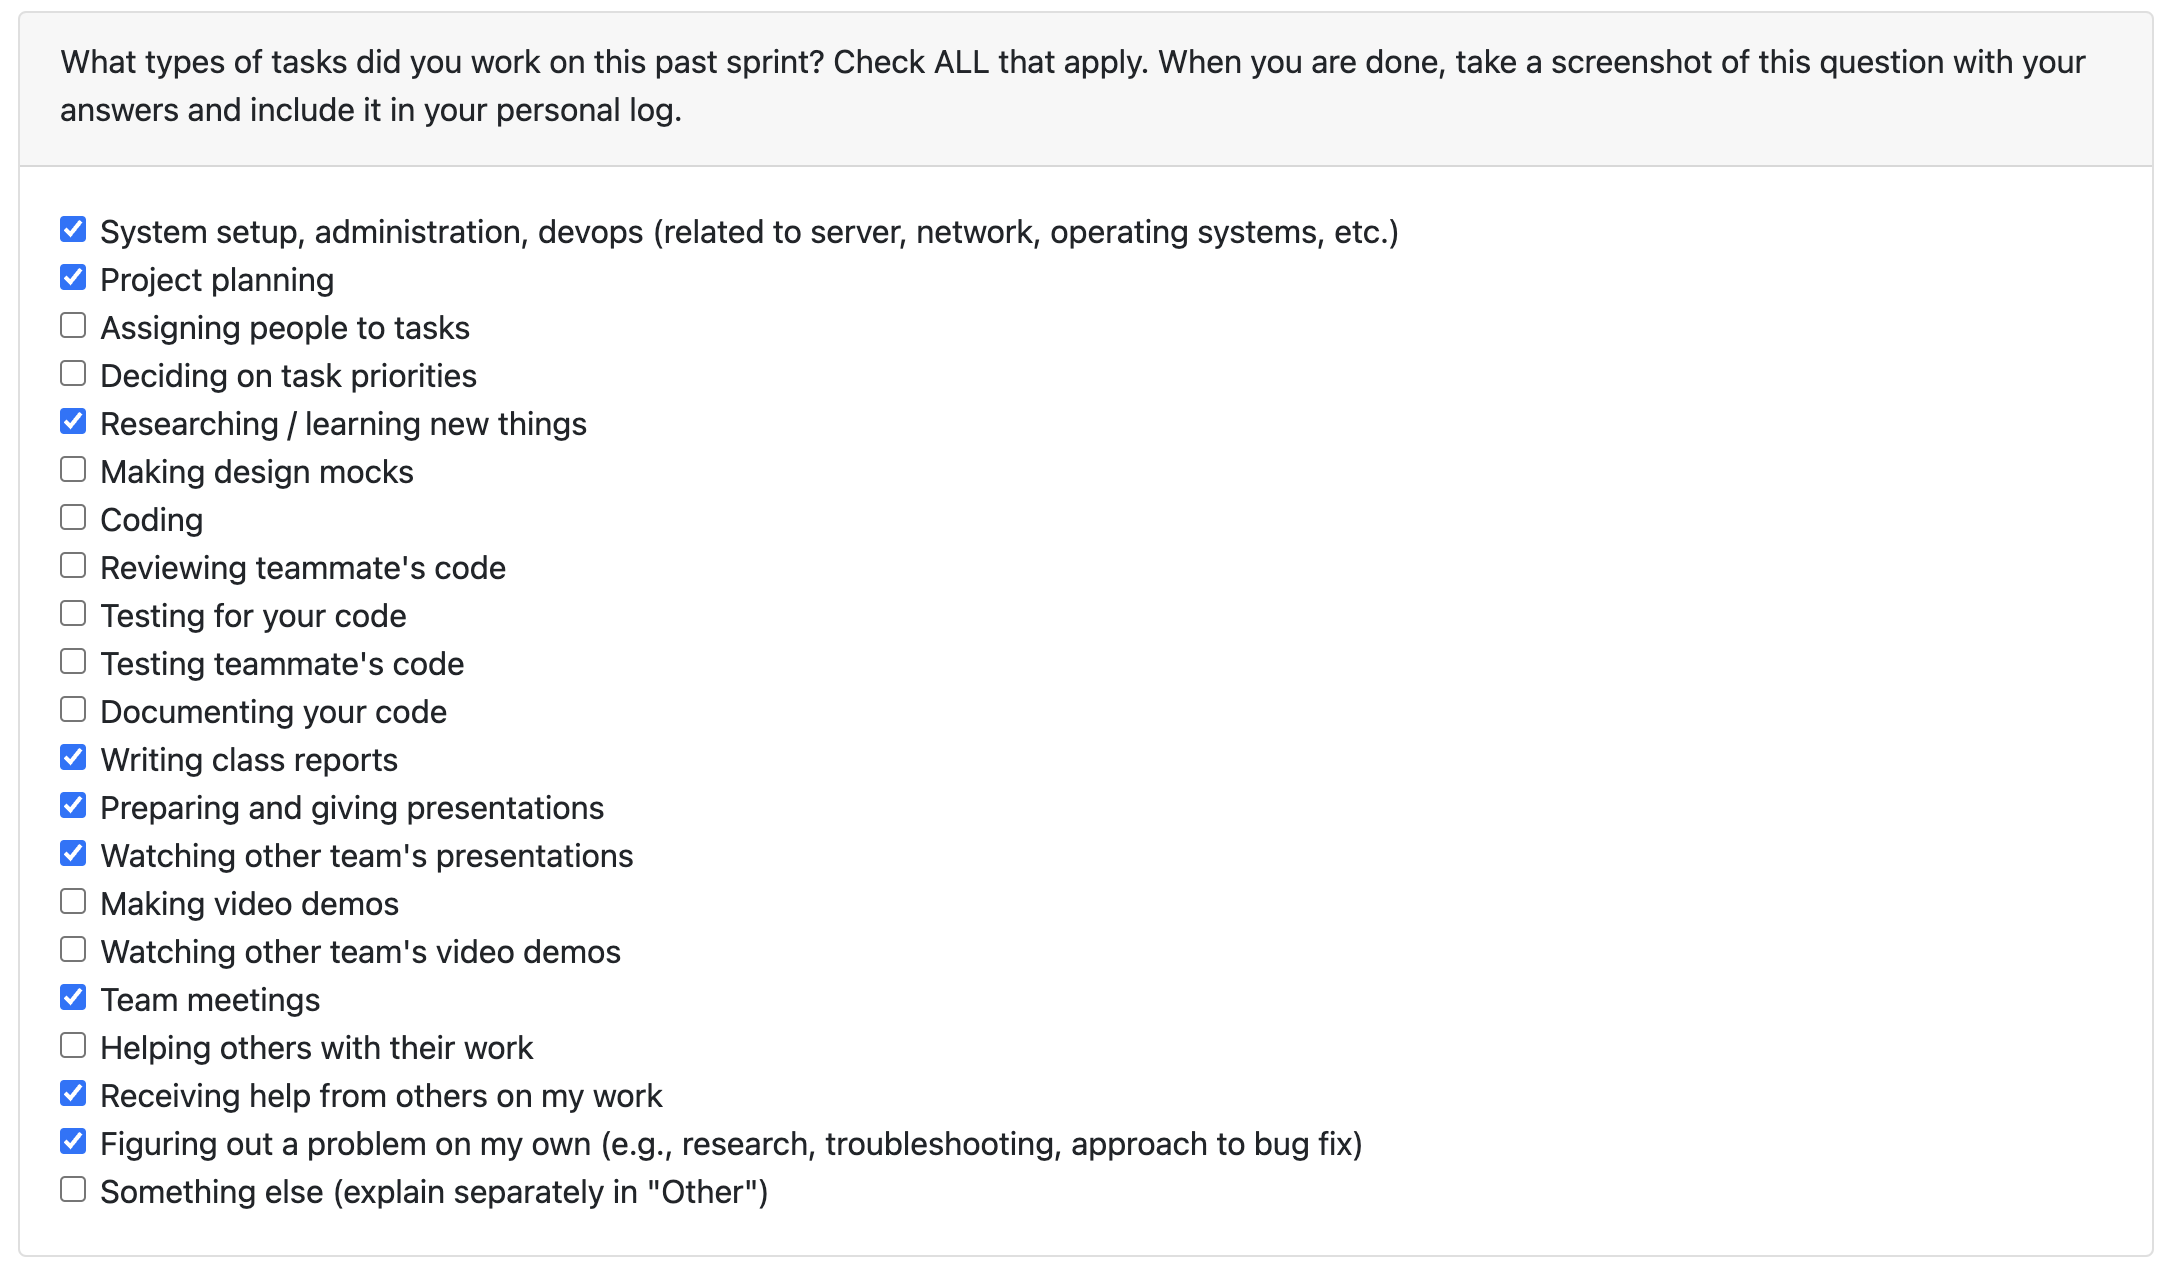 What types of tasks did you work on this past sprint? Check ALL that apply. When you are done, take a screenshot of this question with your
answers and include it in your personal log.
System setup, administration, devops (related to server, network, operating systems, etc.)
Project planning
Assigning people to tasks
Deciding on task priorities
Researching / learning new things
Making design mocks
Coding
Reviewing teammate's code
Testing for your code
Testing teammate's code
Documenting your code
Writing class reports
Preparing and giving presentations
Watching other team's presentations
Making video demos
Watching other team's video demos
Team meetings
Helping others with their work
Receiving help from others on my work
Figuring out a problem on my own (e.g., research, troubleshooting, approach to bug fix)
Something else (explain separately in "Other")